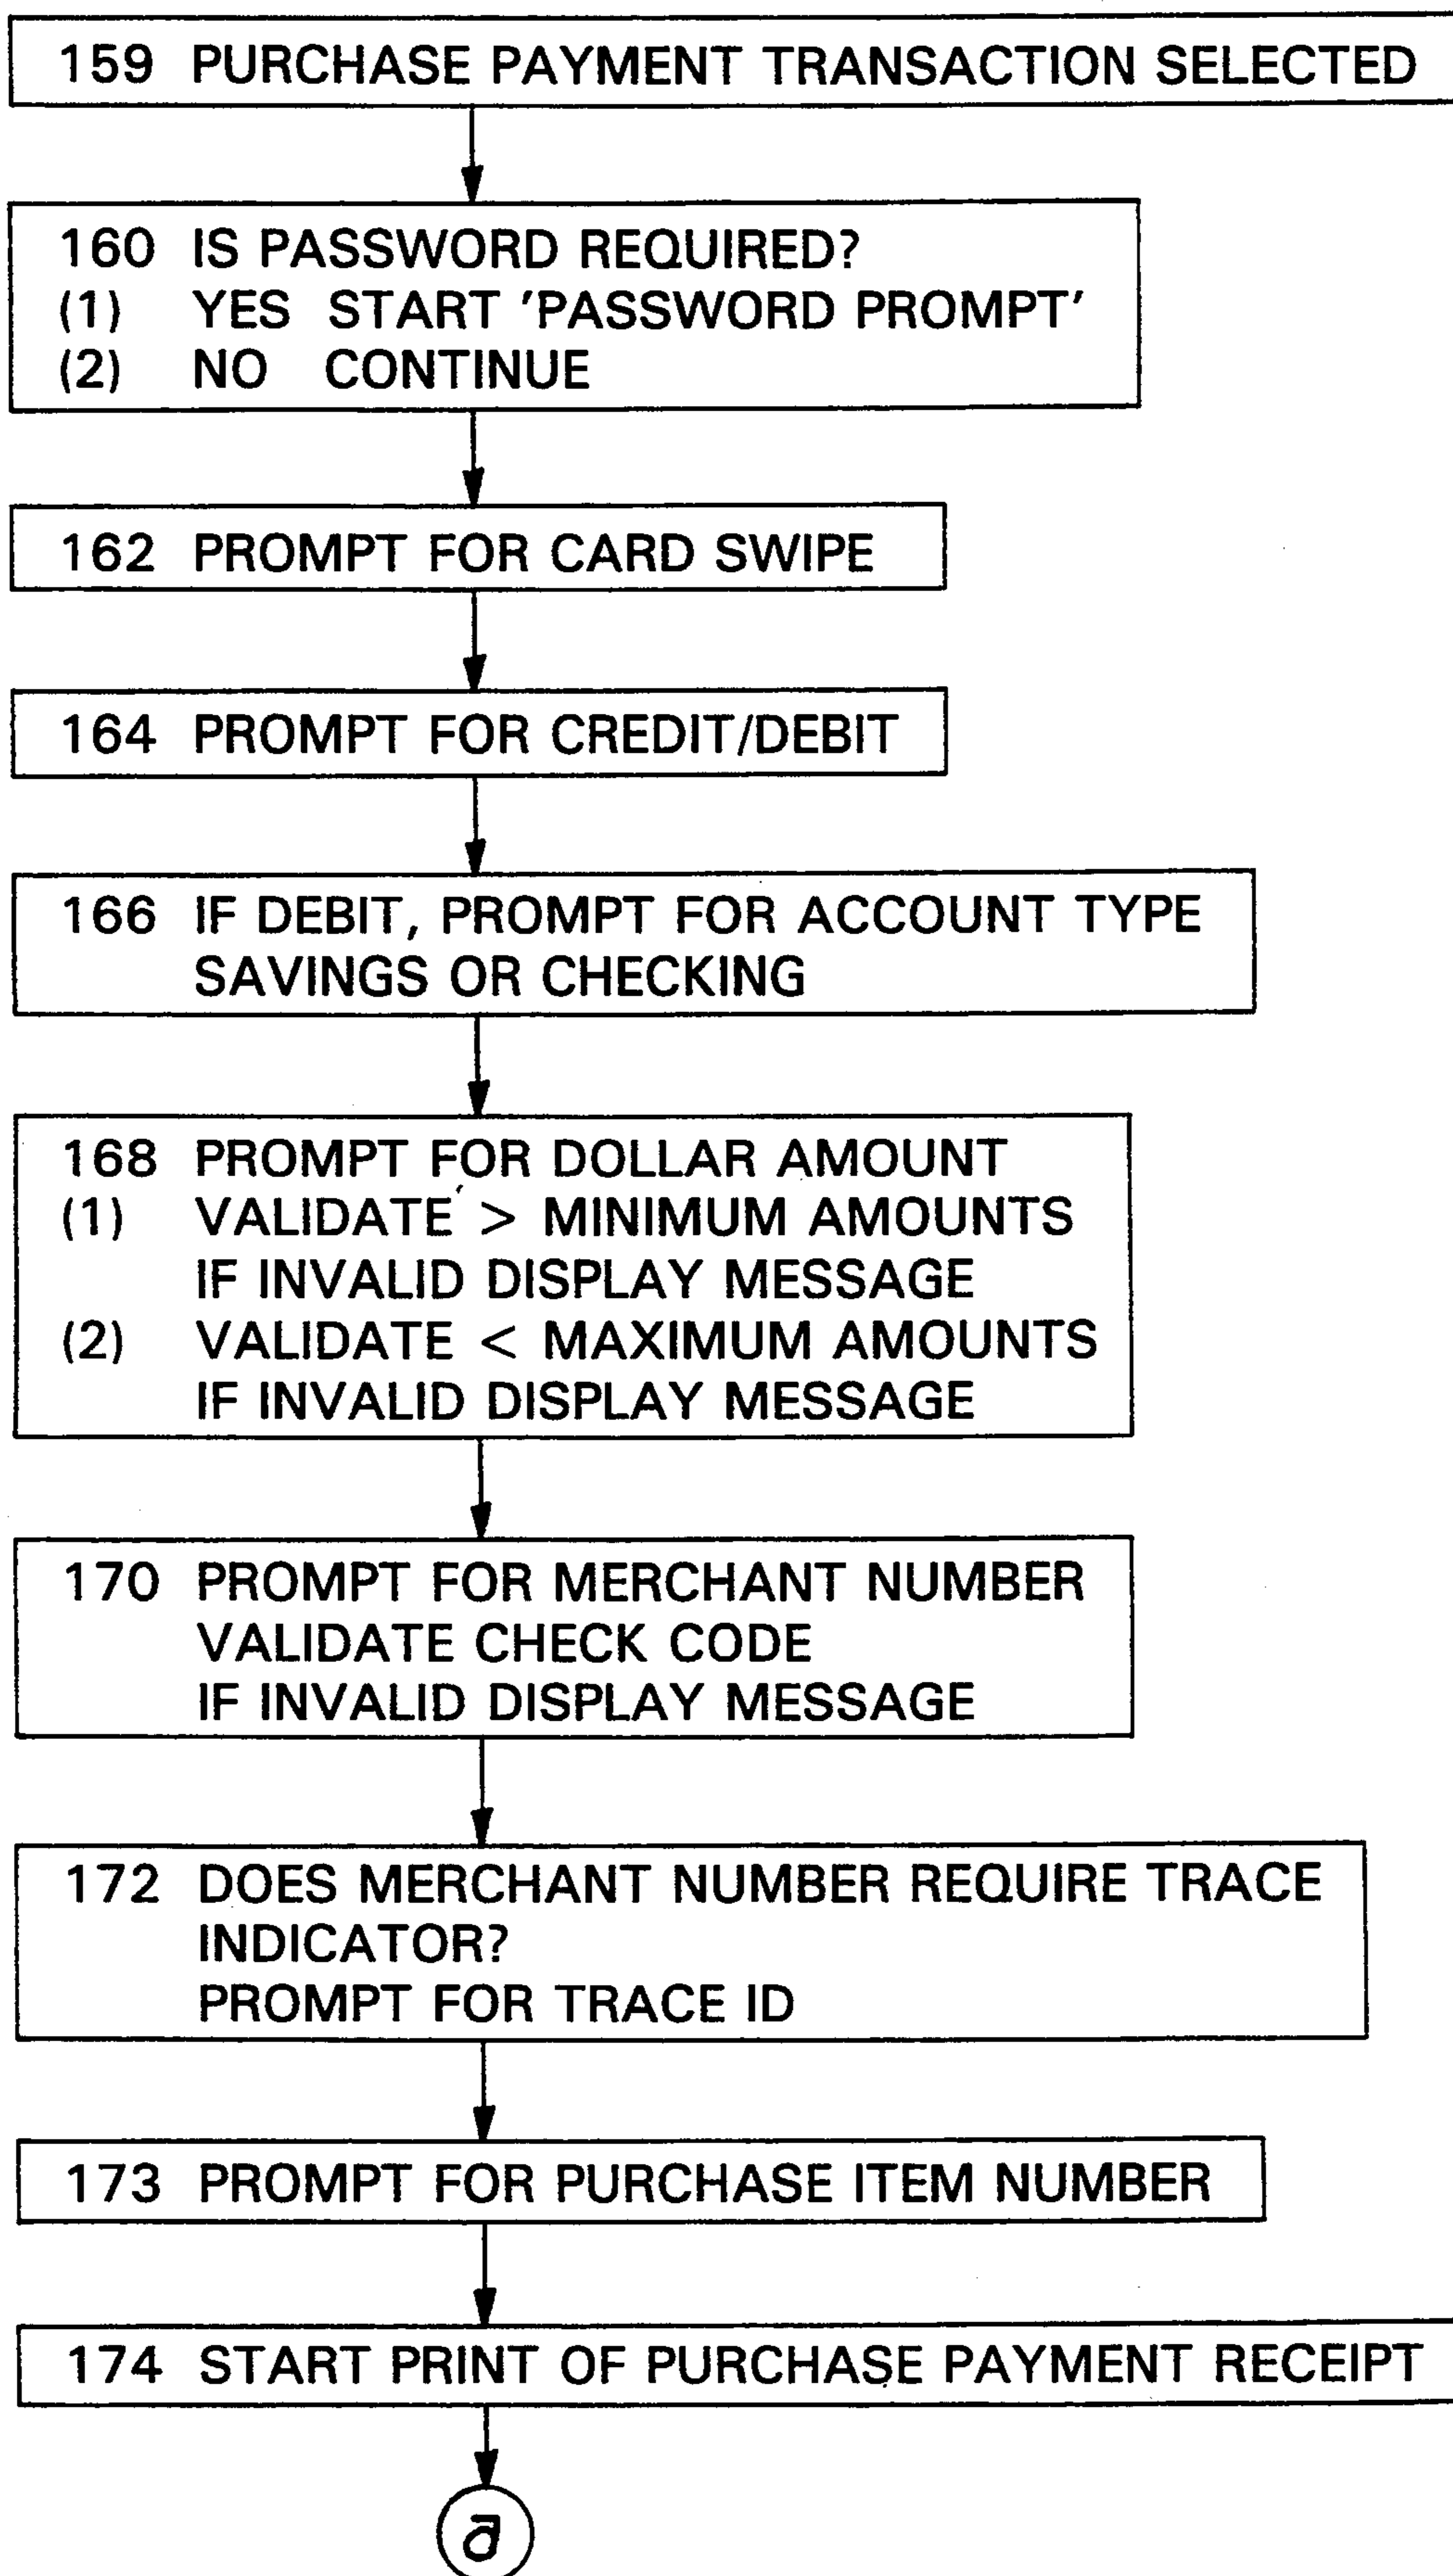 159 PURCHASE PAYMENT TRANSACTION SELECTED
160 IS PASSWORD REQUIRED?
(1) YES START 'PASSWORD PROMPT'
(2) NO CONTINUE
162 PROMPT FOR CARD SWIPE
164 PROMPT FOR CREDIT/DEBIT
166 IF DEBIT, PROMPT FOR ACCOUNT TYPE
SAVINGS OR CHECKING
168 PROMPT FOR DOLLAR AMOUNT
(1) VALIDATE > MINIMUM AMOUNTS
IF INVALID DISPLAY MESSAGE
(2) VALIDATE < MAXIMUM AMOUNTS
IF INVALID DISPLAY MESSAGE
170 PROMPT FOR MERCHANT NUMBER
VALIDATE CHECK CODE
IF INVALID DISPLAY MESSAGE
172 DOES MERCHANT NUMBER REQUIRE TRACE
INDICATOR?
PROMPT FOR TRACE ID
173 PROMPT FOR PURCHASE ITEM NUMBER
174 START PRINT OF PURCHASE PAYMENT RECEIPT
a